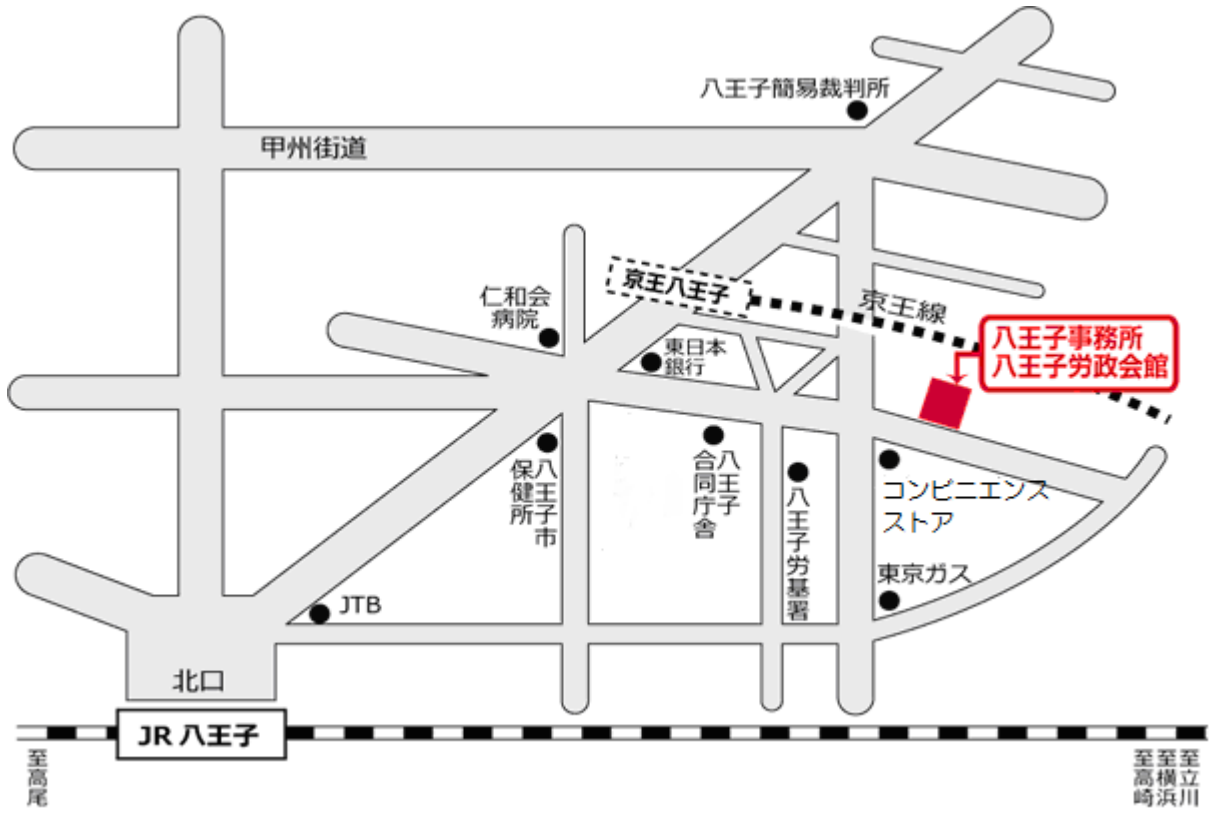 八王子簡易裁判所
甲州街道
京王八王子
京王線
仁和会
病院
東日本
銀行
八王子事務所
八王子労政会館
八王子市
保健所
八王子
合同庁舎
八王子労基署
コンビニエンス
ストア
東京ガス
JTB
北口
JR 八王子
至高尾
至立川
至横浜
至高崎